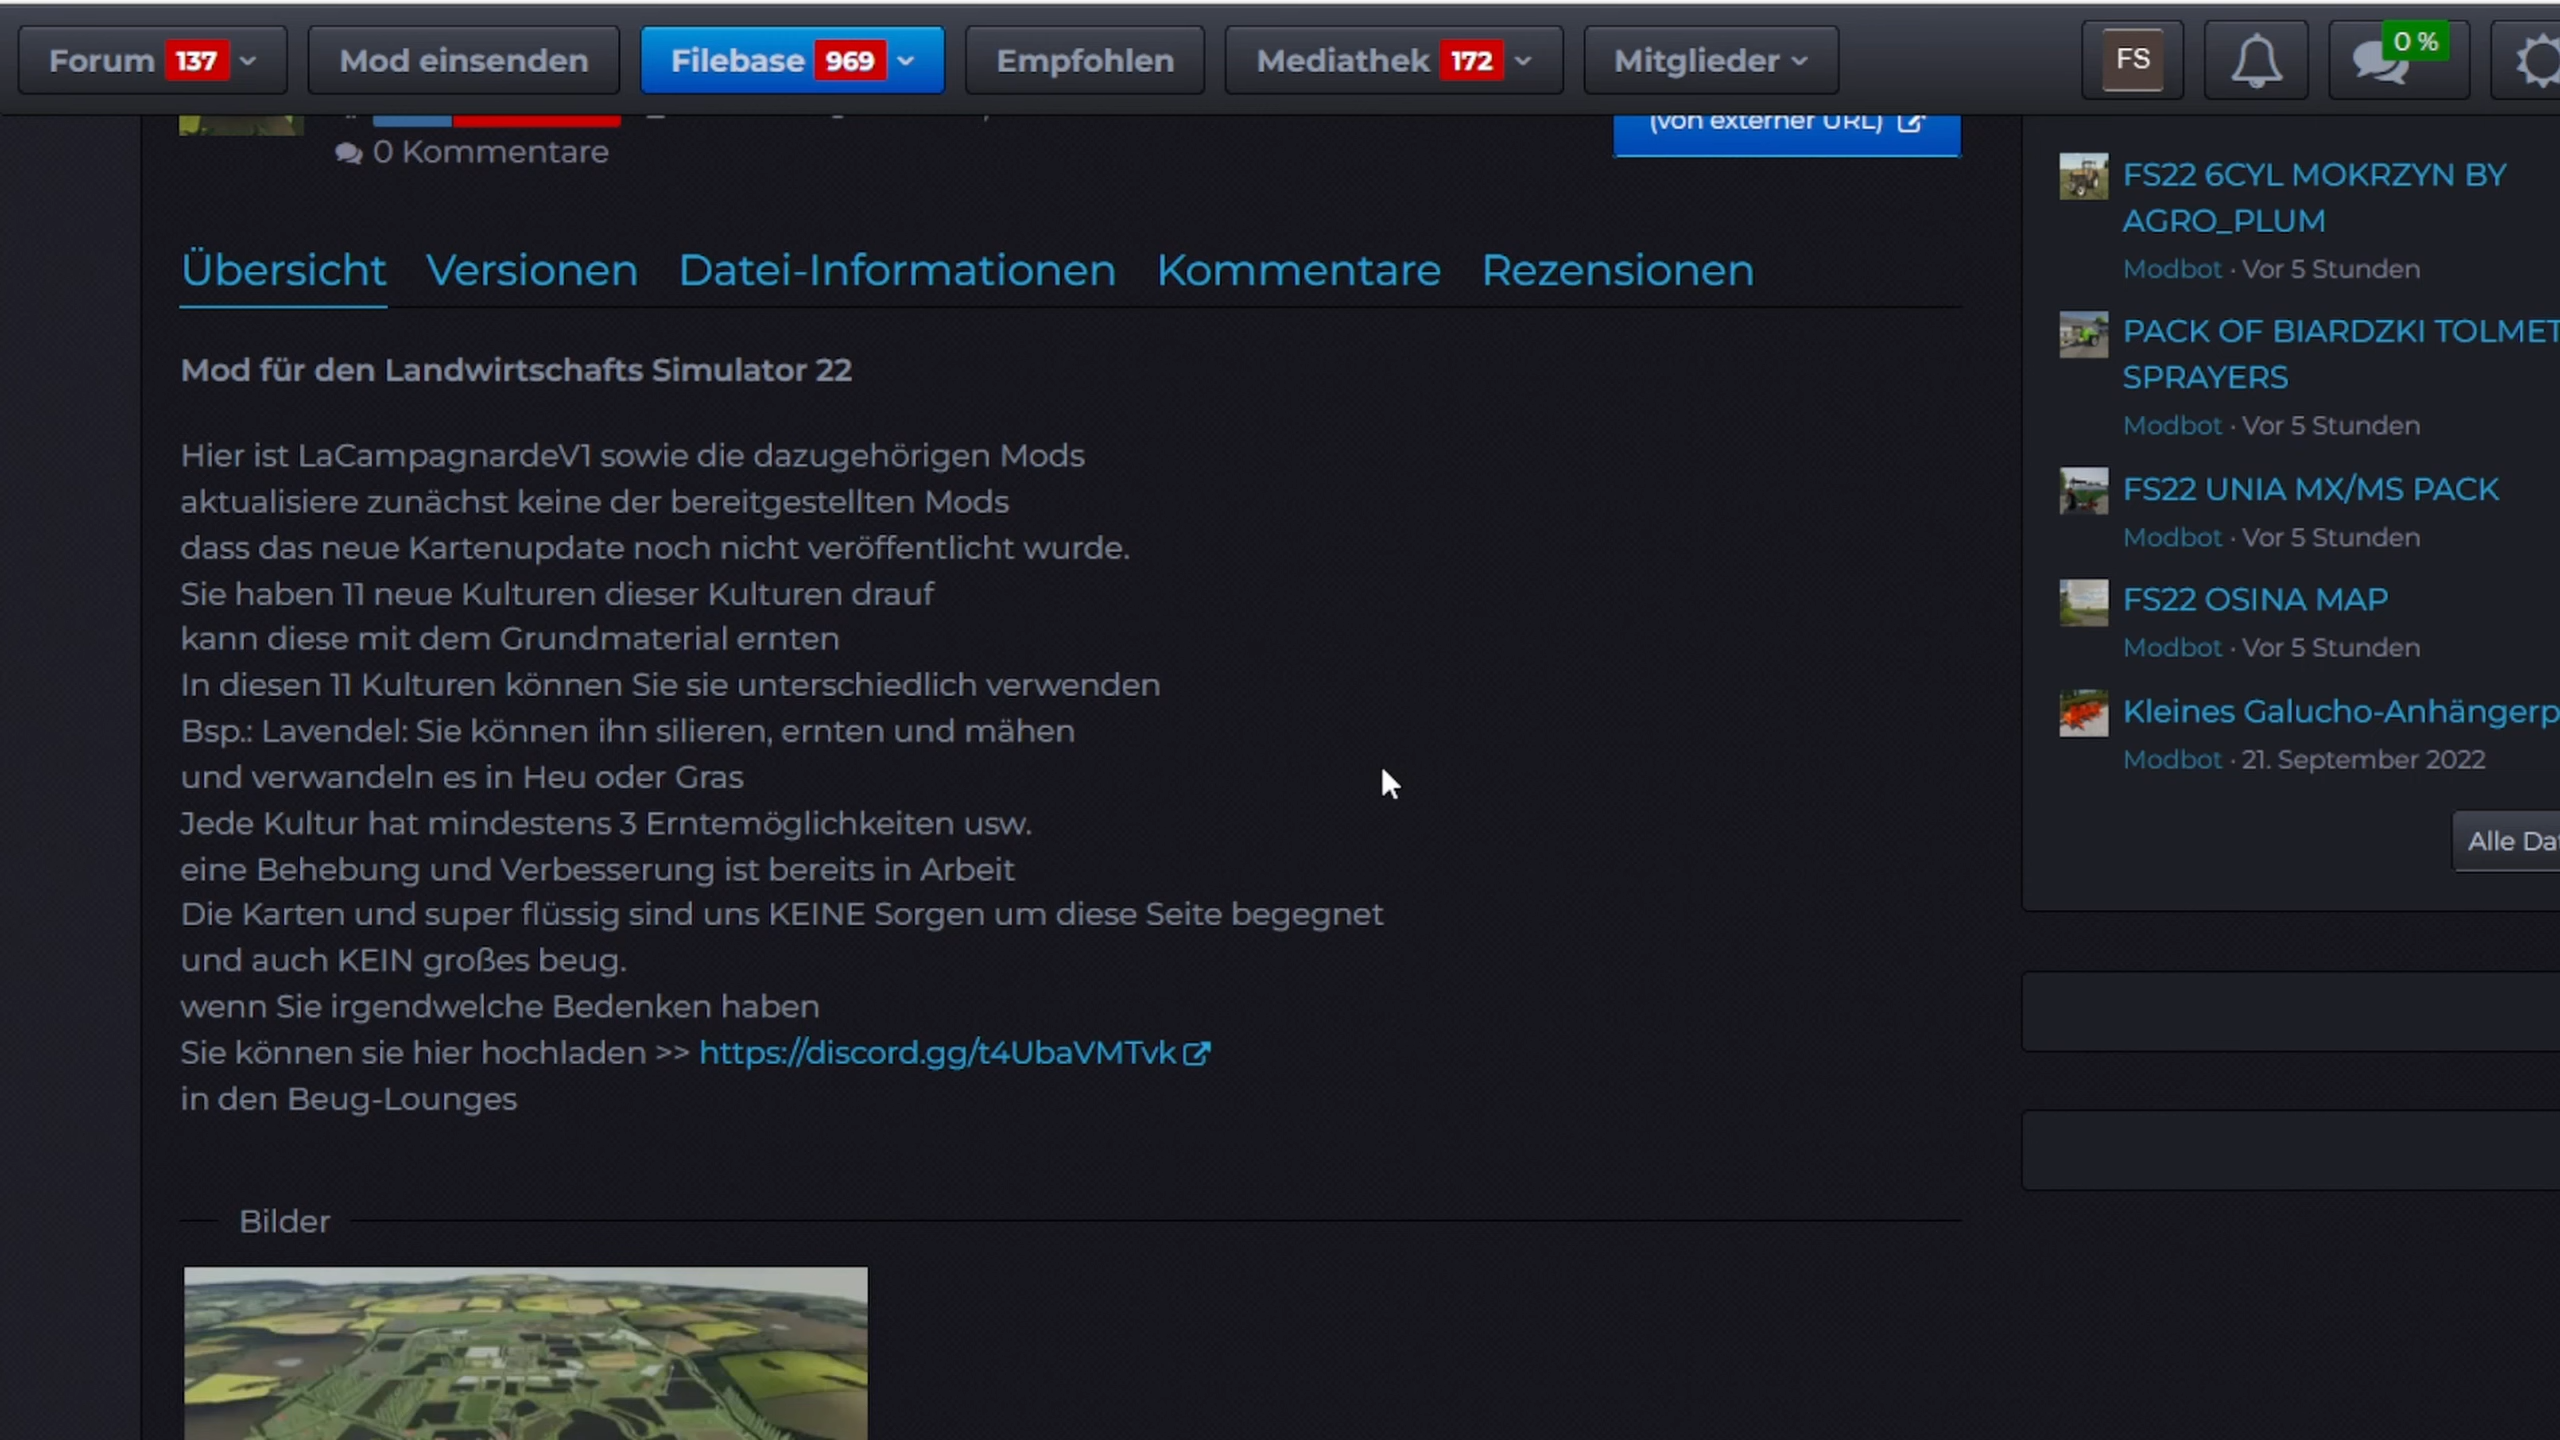 Forum 137
Mod einsenden
Filebase 969
Empfohlen
Mediathek 172
Mitglieder
FS
0 %
(von externer URL)
0 Kommentare
Übersicht
Versionen
Datei-Informationen
Kommentare
Rezensionen
Mod für den Landwirtschafts Simulator 22
Hier ist LaCampagnardeV1 sowie die dazugehörigen Mods
aktualisiere zunächst keine der bereitgestellten Mods
dass das neue Kartenupdate noch nicht veröffentlicht wurde.
Sie haben 11 neue Kulturen dieser Kulturen drauf
kann diese mit dem Grundmaterial ernten
In diesen 11 Kulturen können Sie sie unterschiedlich verwenden
Bsp.: Lavendel: Sie können ihn silieren, ernten und mähen
und verwandeln es in Heu oder Gras
Jede Kultur hat mindestens 3 Erntemöglichkeiten usw.
eine Behebung und Verbesserung ist bereits in Arbeit
Die Karten und super flüssig sind uns KEINE Sorgen um diese Seite begegnet
und auch KEIN großes beug.
wenn Sie irgendwelche Bedenken haben
Sie können sie hier hochladen >> https://discord.gg/t4UbaVMTvk
in den Beug-Lounges
Bilder
FS22 6CYL MOKRZYN BY
AGRO_PLUM
Modbot · Vor 5 Stunden
PACK OF BIARDZKI TOLMET
SPRAYERS
Modbot · Vor 5 Stunden
FS22 UNIA MX/MS PACK
Modbot · Vor 5 Stunden
FS22 OSINA MAP
Modbot · Vor 5 Stunden
Kleines Galucho-Anhängerp
Modbot · 21. September 2022
Alle Dat